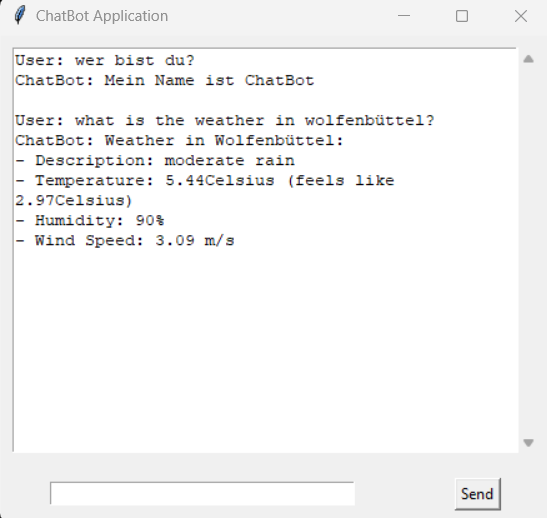 ChatBot Application
User: wer bist du?
ChatBot: Mein Name ist ChatBot
User: what is the weather in wolfenbüttel?
ChatBot: Weather in Wolfenbüttel:
- Description: moderate rain
- Temperature: 5.44Celsius (feels like
2.97Celsius)
- Humidity: 90%
- Wind Speed: 3.09 m/s
Send